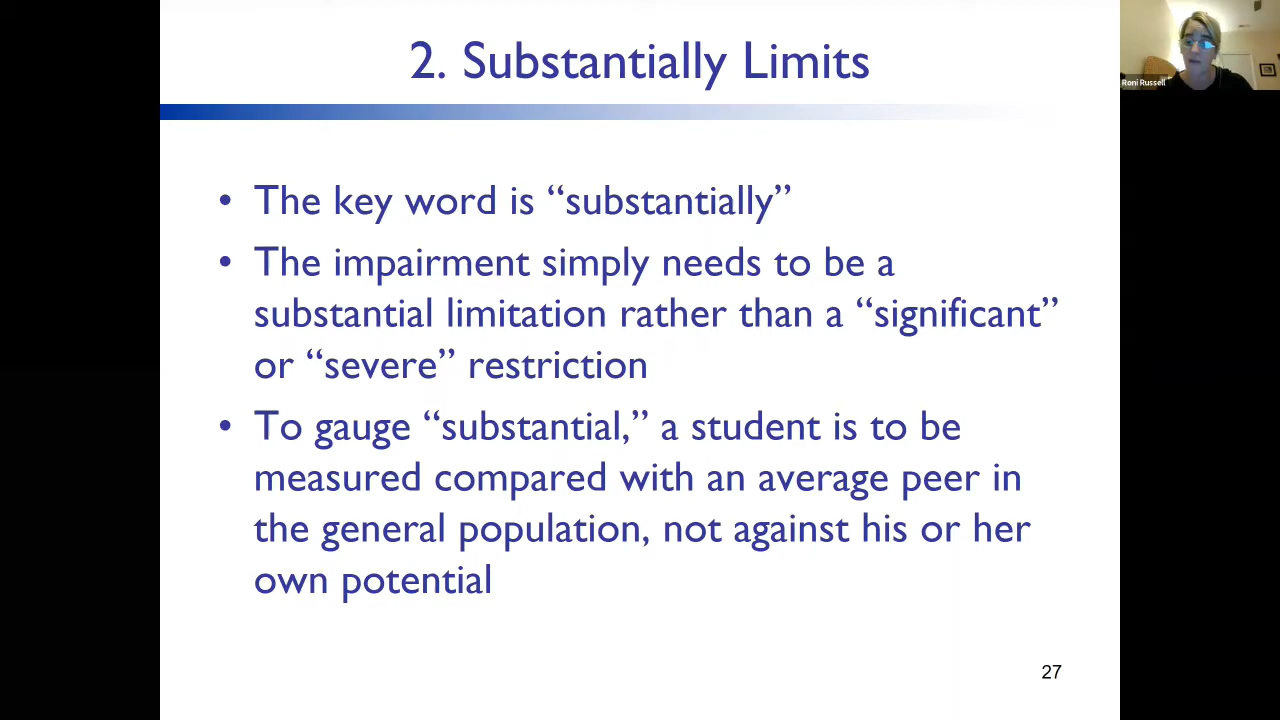 2. Substantially Limits
Roni Russell
• The key word is “substantially”
• The impairment simply needs to be a
substantial limitation rather than a “significant”
or “severe” restriction
• To gauge “substantial,” a student is to be
measured compared with an average peer in
the general population, not against his or her
own potential
27